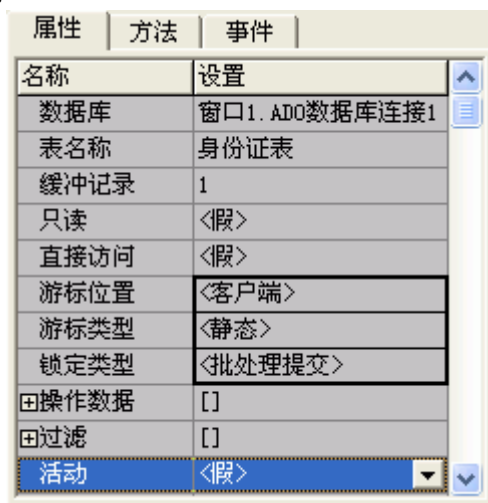 属性 方法 事件
名称 设置
数据库 窗口1.ADO数据库连接1
表名称 身份证表
缓冲记录 1
只读 <假>
直接访问 <假>
游标位置 <客户端>
游标类型 <静态>
锁定类型 <批处理提交>
操作数据 []
过滤 []
活动 <假>